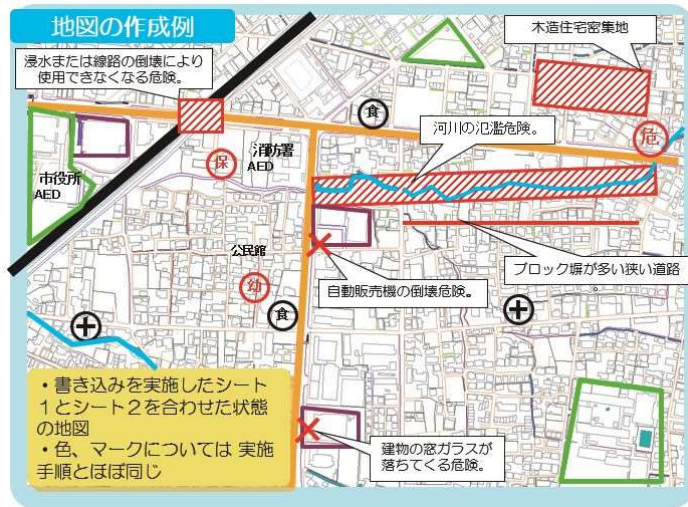 地図の作成例
木造住宅密集地
浸水または線路の倒壊により
使用できなくなる危険。
食
河川の氾濫危険。
危
保
消防署
AED
市役所
AED
公民館
ブロック塀が多い狭い道路
自動販売機の倒壊危険。
幼
食
・書き込みを実施したシート
1とシート2を合わせた状態
の地図
・色、マークについては 実施
手順とほぼ同じ
建物の窓ガラスが
落ちてくる危険。